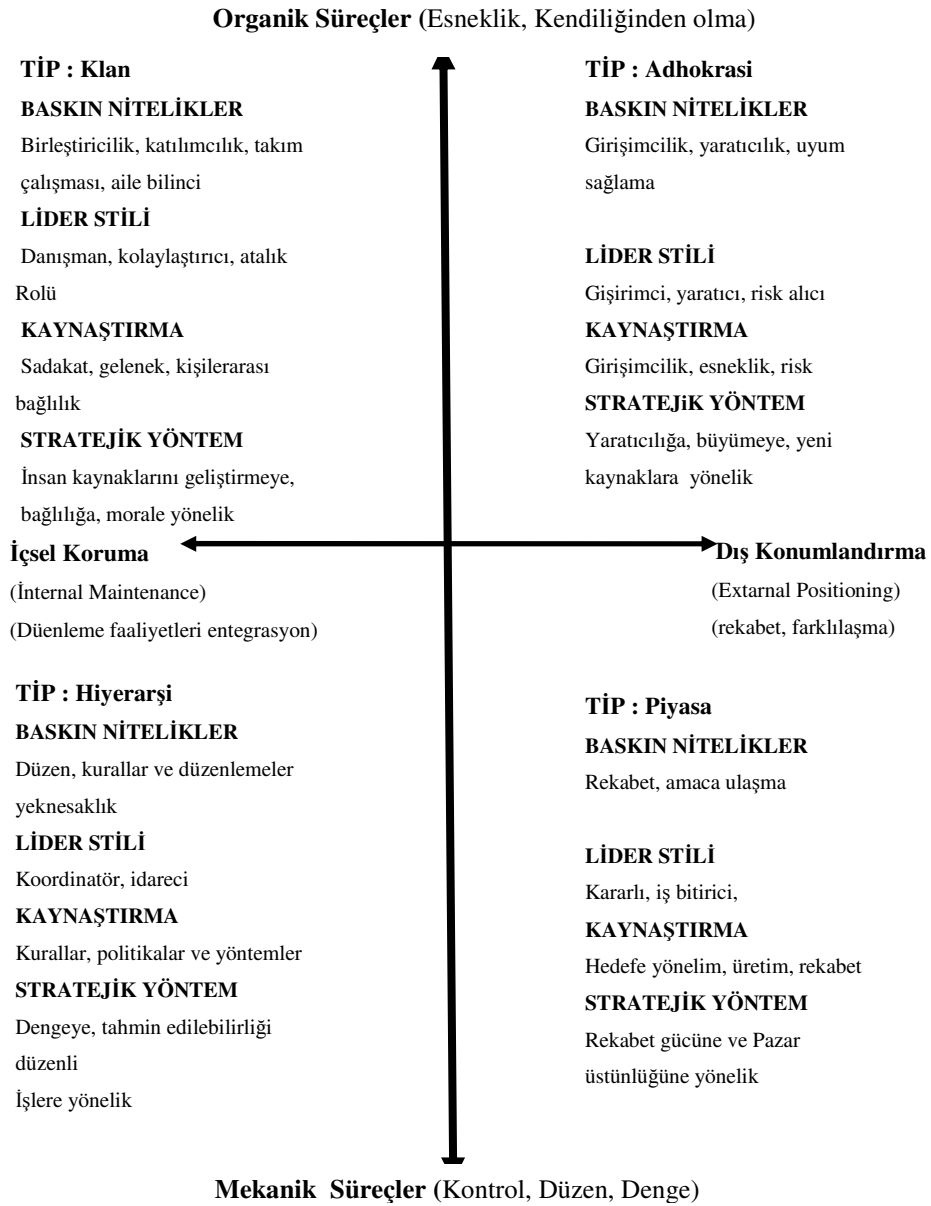 Organik Süreçler (Esneklik, Kendiliğinden olma)
TİP : Klan
BASKIN NİTELİKLER
Birleştiricilik, katılımcılık, takım
çalışması, aile bilinci
LİDER STİLİ
Danışman, kolaylaştırıcı, atalık
Rolü
KAYNAŞTIRMA
Sadakat, gelenek, kişilerarası
bağlılık
STRATEJİK YÖNTEM
İnsan kaynaklarını geliştirmeye,
bağlılığa, morale yönelik
TİP : Adhokrasi
BASKIN NİTELİKLER
Girişimcilik, yaratıcılık, uyum
sağlama
LİDER STİLİ
Gişirimci, yaratıcı, risk alıcı
KAYNAŞTIRMA
Girişimcilik, esneklik, risk
STRATEJiK YÖNTEM
Yaratıcılığa, büyümeye, yeni
kaynaklara yönelik
İçsel Koruma
(İnternal Maintenance)
(Düenleme faaliyetleri entegrasyon)
Dış Konumlandırma
(Extarnal Positioning)
(rekabet, farklılaşma)
TİP : Hiyerarşi
BASKIN NİTELİKLER
Düzen, kurallar ve düzenlemeler
yeknesaklık
LİDER STİLİ
Koordinatör, idareci
KAYNAŞTIRMA
Kurallar, politikalar ve yöntemler
STRATEJİK YÖNTEM
Dengeye, tahmin edilebilirliği
düzenli
İşlere yönelik
TİP : Piyasa
BASKIN NİTELİKLER
Rekabet, amaca ulaşma
LİDER STİLİ
Kararlı, iş bitirici,
KAYNAŞTIRMA
Hedefe yönelim, üretim, rekabet
STRATEJİK YÖNTEM
Rekabet gücüne ve Pazar
üstünlüğüne yönelik
Mekanik Süreçler (Kontrol, Düzen, Denge)